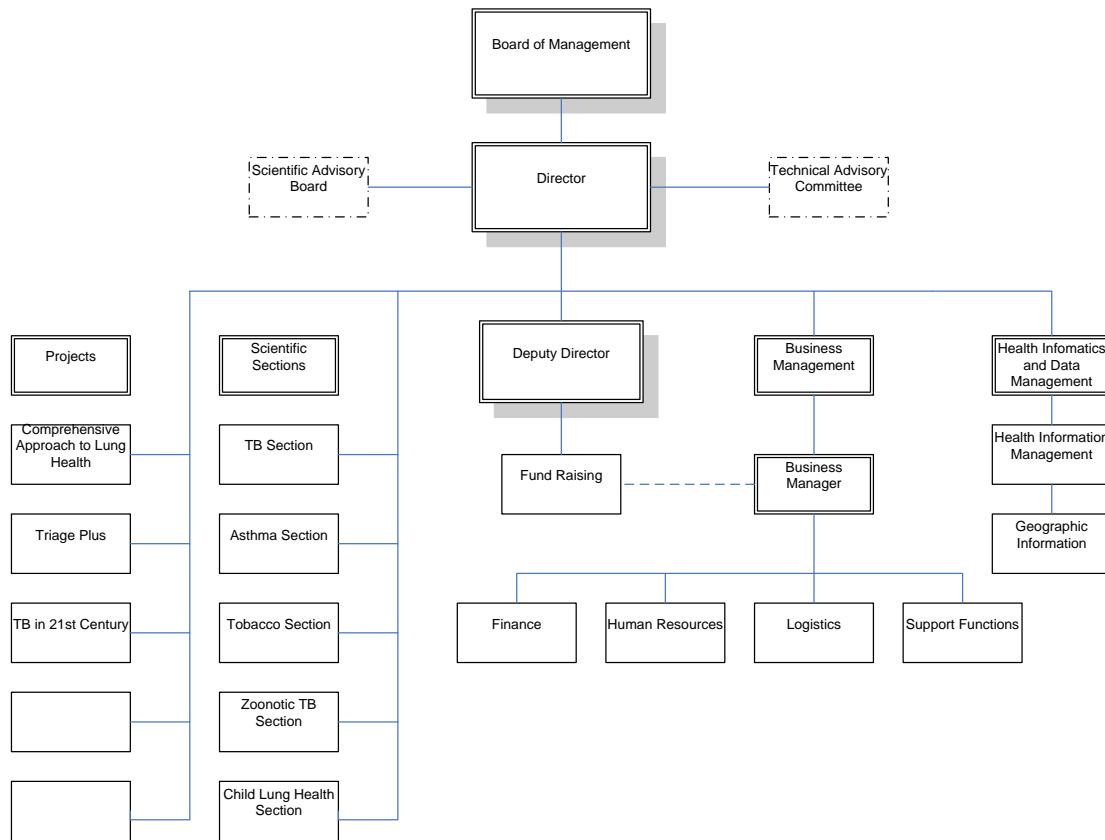 Board of Management
Scientific Advisory
Board
Director
Technical Advisory
Committee
Projects
Scientific
Sections
Deputy Director
Business
Management
Health Infomatics
and Data
Management
Comprehensive
Approach to Lung
Health
TB Section
Fund Raising
Business
Manager
Health Information
Management
Triage Plus
Asthma Section
Geographic
Information
TB in 21st Century
Tobacco Section
Finance
Human Resources
Logistics
Support Functions
Zoonotic TB
Section
Child Lung Health
Section